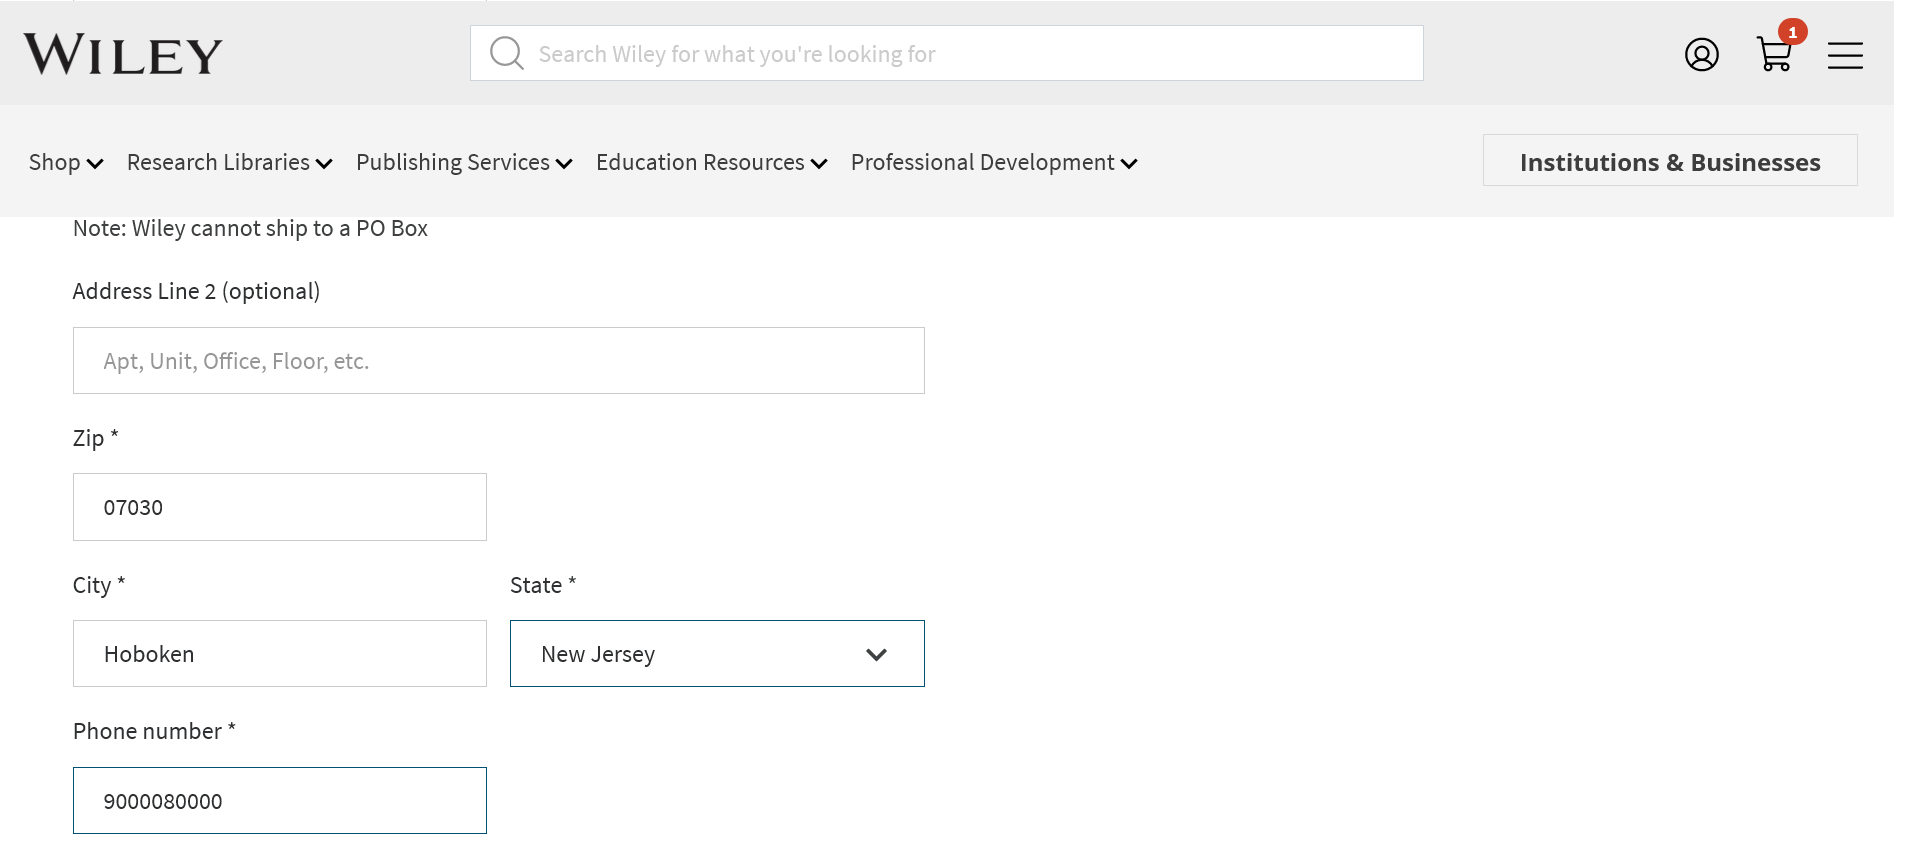 WILEY
Search Wiley for what you're looking for
1
Shop
Research Libraries
Publishing Services
Education Resources
Professional Development
Institutions & Businesses
Note: Wiley cannot ship to a PO Box
Address Line 2 (optional)
Apt, Unit, Office, Floor, etc.
Zip *
07030
City *
State *
Hoboken
New Jersey
Phone number *
9000080000